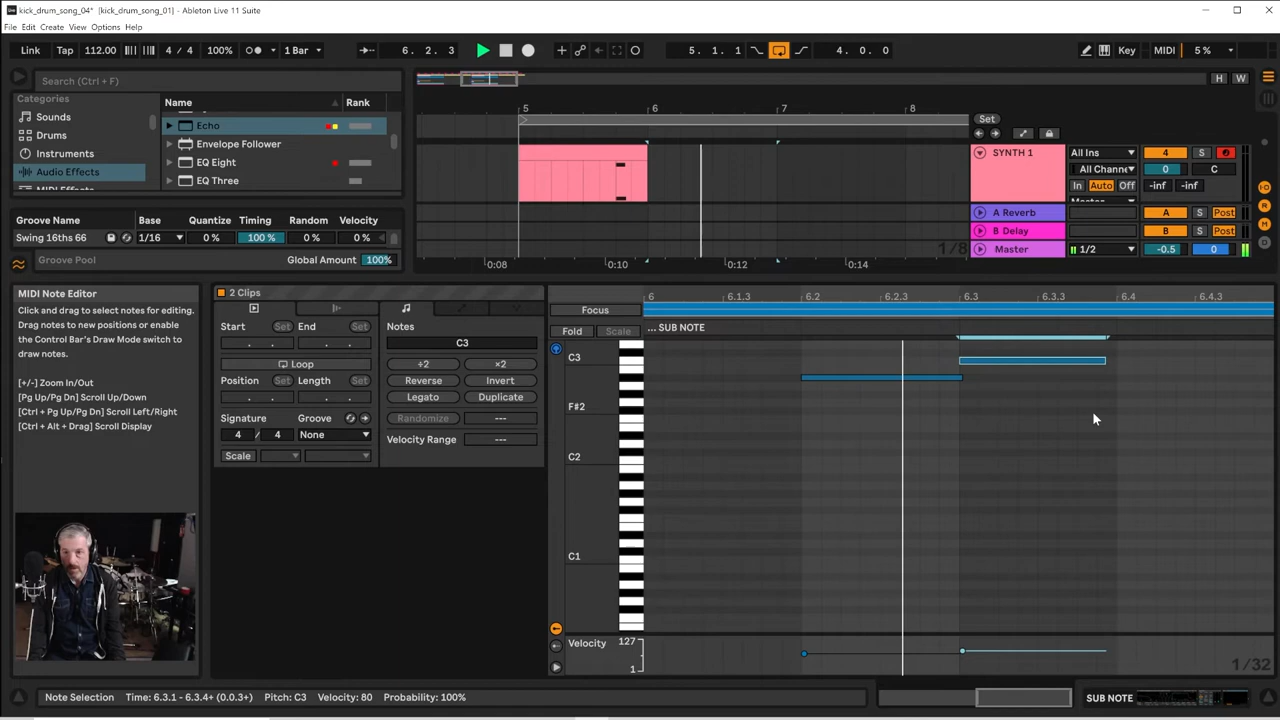 kick_drum_song_04* [kick_drum_song_01] - Ableton Live 11 Suite
File Edit Create View Options Help
Link Tap 112.00 4 / 4 100% 1 Bar 6. 2. 3 5. 1. 1 4. 0. 0 Key MIDI 5 %
Search (Ctrl + F)
H W
Categories Name Rank
Sounds
Drums
Instruments
Audio Effects
Echo
Envelope Follower
EQ Eight
EQ Three
5 6 7 8
Set
SYNTH 1 All Ins 4 S
All Channe 0 C
In Auto Off -inf -inf
A Reverb A S Post
B Delay B S Post
1/8
Master 1/2 -0.5 0
0:08 0:10 0:12 0:14
Groove Name Base Quantize Timing Random Velocity
Swing 16ths 66 1/16 0 % 100 % 0 % 0 %
Groove Pool Global Amount 100%
MIDI Note Editor
Click and drag to select notes for editing.
Drag notes to new positions or enable
the Control Bar's Draw Mode switch to
draw notes.
[+/-] Zoom In/Out
[Pg Up/Pg Dn] Scroll Up/Down
[Ctrl + Pg Up/Pg Dn] Scroll Left/Right
[Ctrl + Alt + Drag] Scroll Display
2 Clips
Start Set End Set
Loop
Position Set Length Set
Signature Groove
4 / 4 None
Scale
Notes
C3
÷2 ×2
Reverse Invert
Legato Duplicate
Randomize ---
Velocity Range ---
Focus
Fold Scale
6 6.1.3 6.2 6.2.3 6.3 6.3.3 6.4 6.4.3
... SUB NOTE
C3
F#2
C2
C1
Velocity 127
1
1/32
Note Selection Time: 6.3.1 - 6.3.4+ (0.0.3+) Pitch: C3 Velocity: 80 Probability: 100%
SUB NOTE